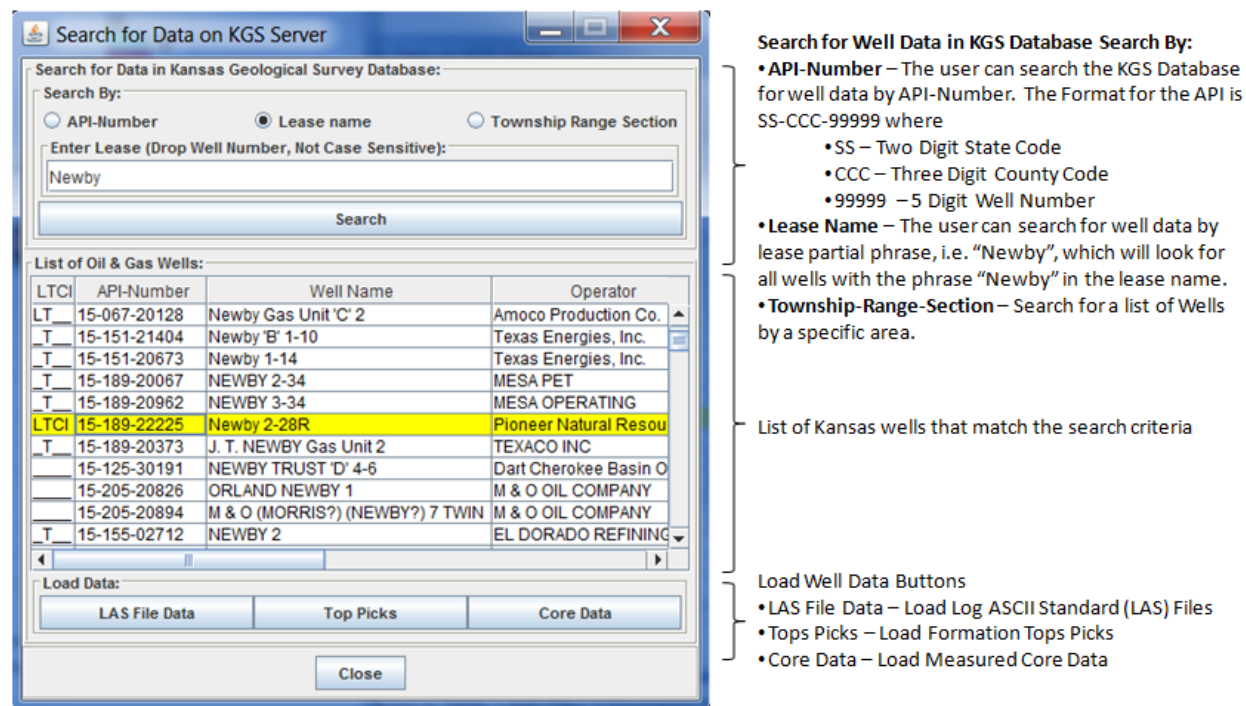 Search for Data on KGS Server
Search for Data in Kansas Geological Survey Database:
Search By:
API-Number Lease name Township Range Section
Enter Lease (Drop Well Number, Not Case Sensitive):
Newby
Search
List of Oil & Gas Wells:
LTCI API-Number Well Name Operator
LT__ 15-067-20128 Newby Gas Unit 'C' 2 Amoco Production Co.
_T__ 15-151-21404 Newby 'B' 1-10 Texas Energies, Inc.
_T__ 15-151-20673 Newby 1-14 Texas Energies, Inc.
_T__ 15-189-20067 NEWBY 2-34 MESA PET
_T__ 15-189-20962 NEWBY 3-34 MESA OPERATING
LTCI 15-189-22225 Newby 2-28R Pioneer Natural Resou
_T__ 15-189-20373 J. T. NEWBY Gas Unit 2 TEXACO INC
____ 15-125-30191 NEWBY TRUST 'D' 4-6 Dart Cherokee Basin O
____ 15-205-20826 ORLAND NEWBY 1 M & O OIL COMPANY
____ 15-205-20894 M & O (MORRIS?) (NEWBY?) 7 TWIN M & O OIL COMPANY
_T__ 15-155-02712 NEWBY 2 EL DORADO REFINING
Load Data:
LAS File Data Top Picks Core Data
Close
Search for Well Data in KGS Database Search By:
•API-Number – The user can search the KGS Database
for well data by API-Number. The Format for the API is
SS-CCC-99999 where
•SS – Two Digit State Code
•CCC – Three Digit County Code
•99999 – 5 Digit Well Number
•Lease Name – The user can search for well data by
lease partial phrase, i.e. “Newby”, which will look for
all wells with the phrase “Newby” in the lease name.
•Township-Range-Section – Search for a list of Wells
by a specific area.
List of Kansas wells that match the search criteria
Load Well Data Buttons
•LAS File Data – Load Log ASCII Standard (LAS) Files
•Tops Picks – Load Formation Tops Picks
•Core Data – Load Measured Core Data